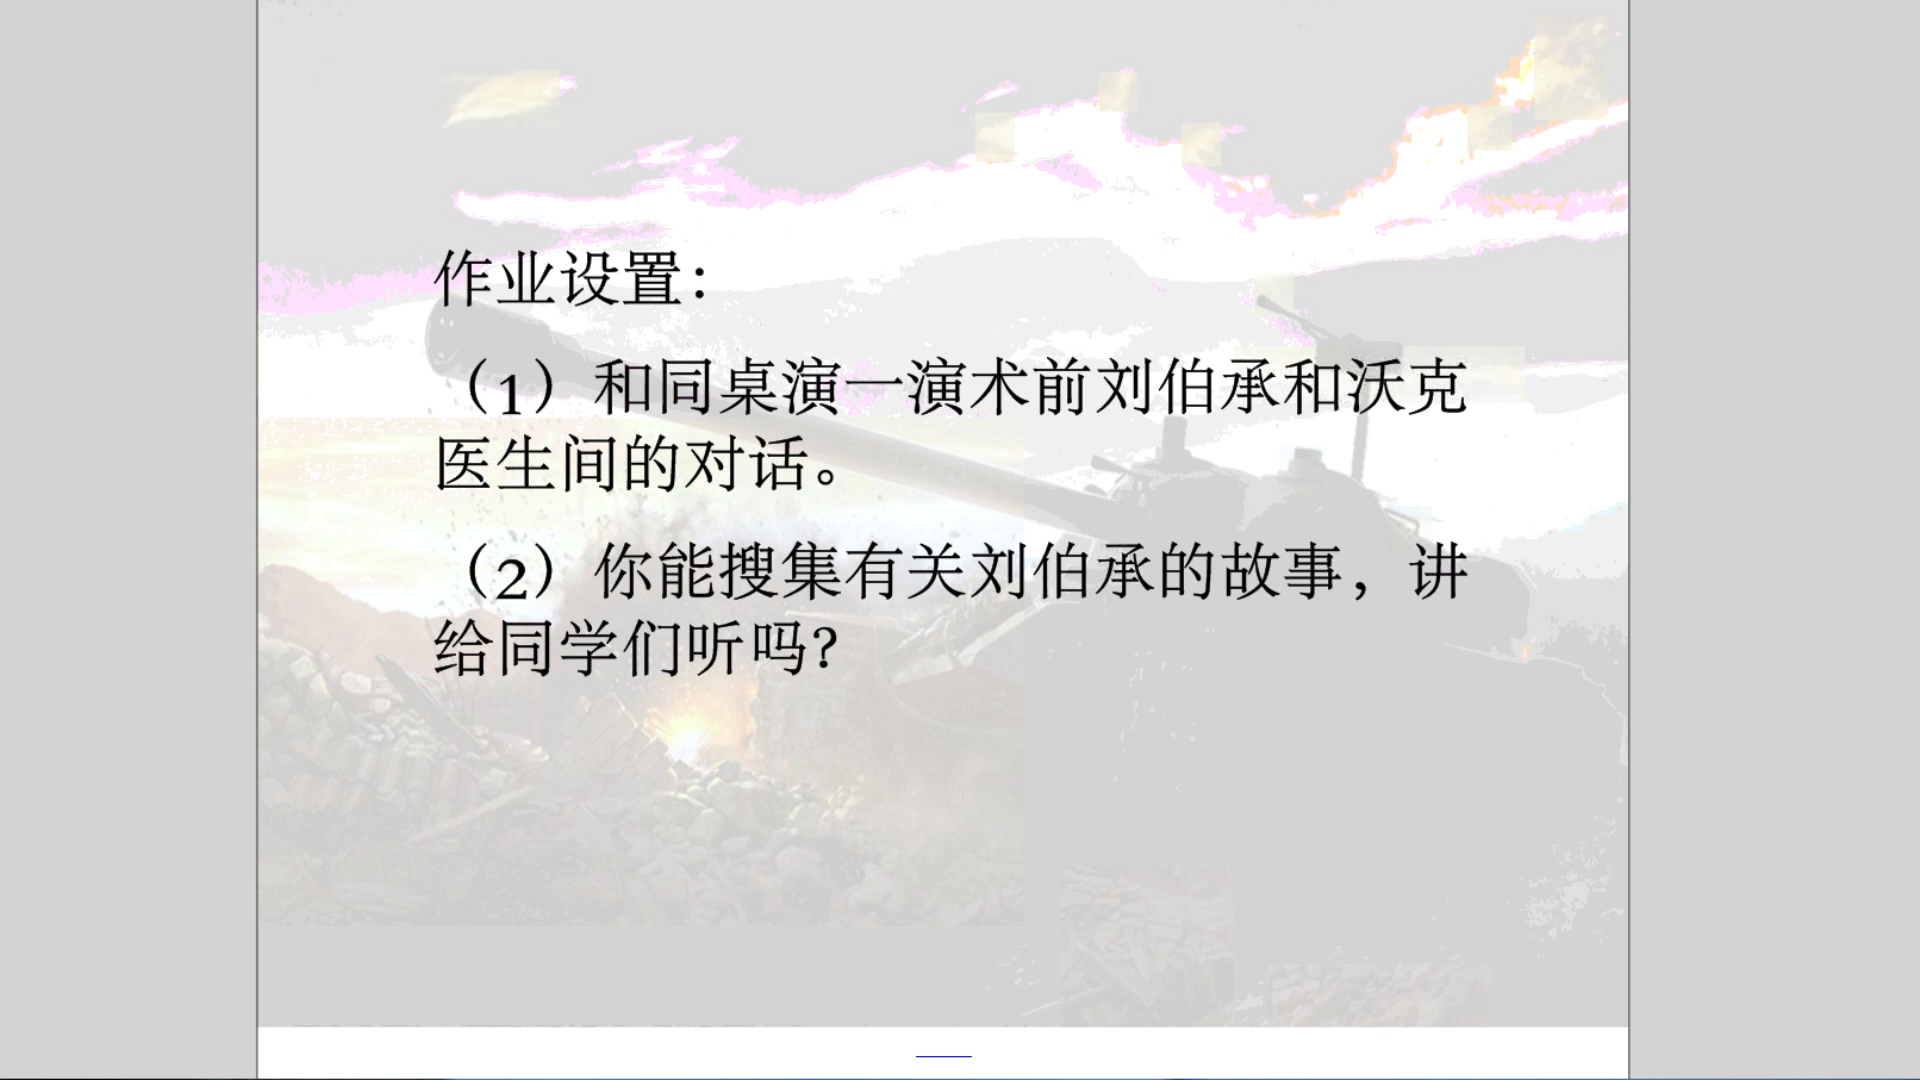 作业设置：
（1）和同桌演一演术前刘伯承和沃克
医生间的对话。
（2）你能搜集有关刘伯承的故事，讲
给同学们听吗？